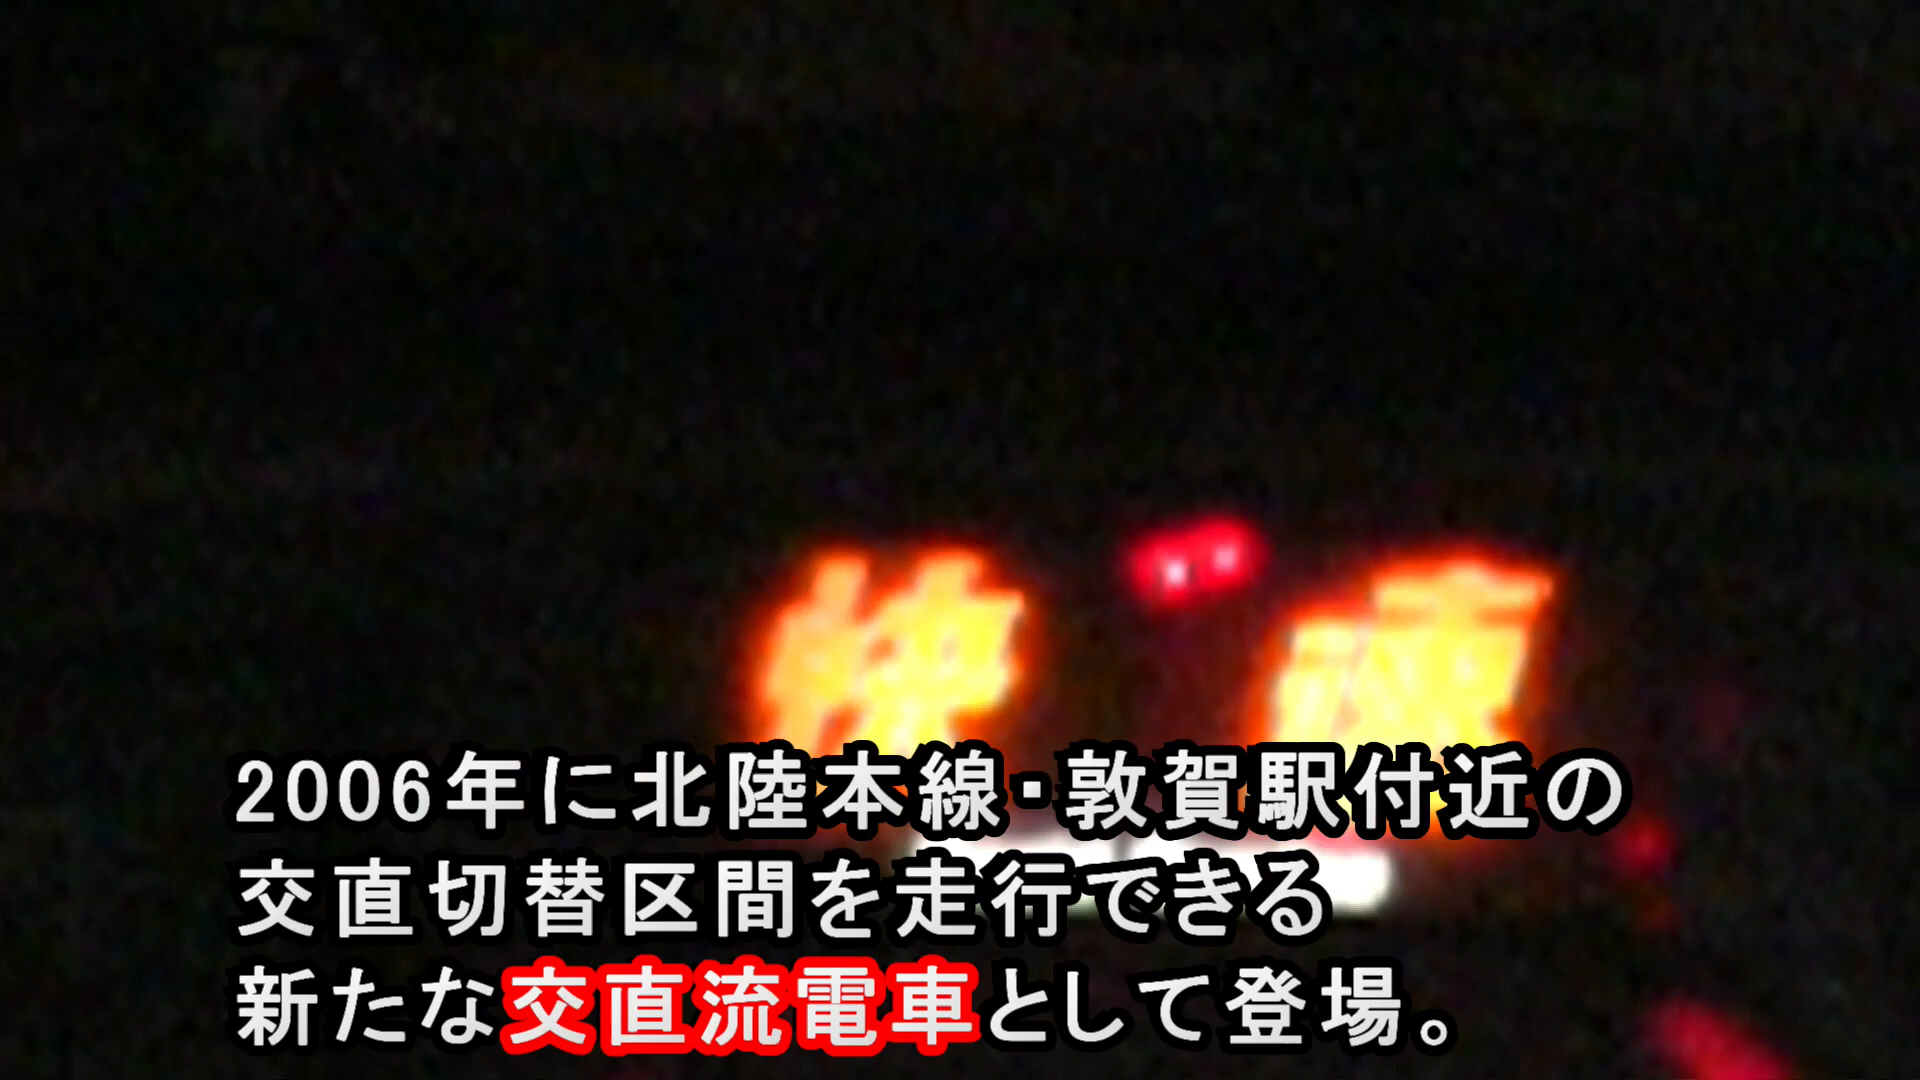 快速
2006年に北陸本線・敦賀駅付近の
交直切替区間を走行できる
新たな交直流電車として登場。